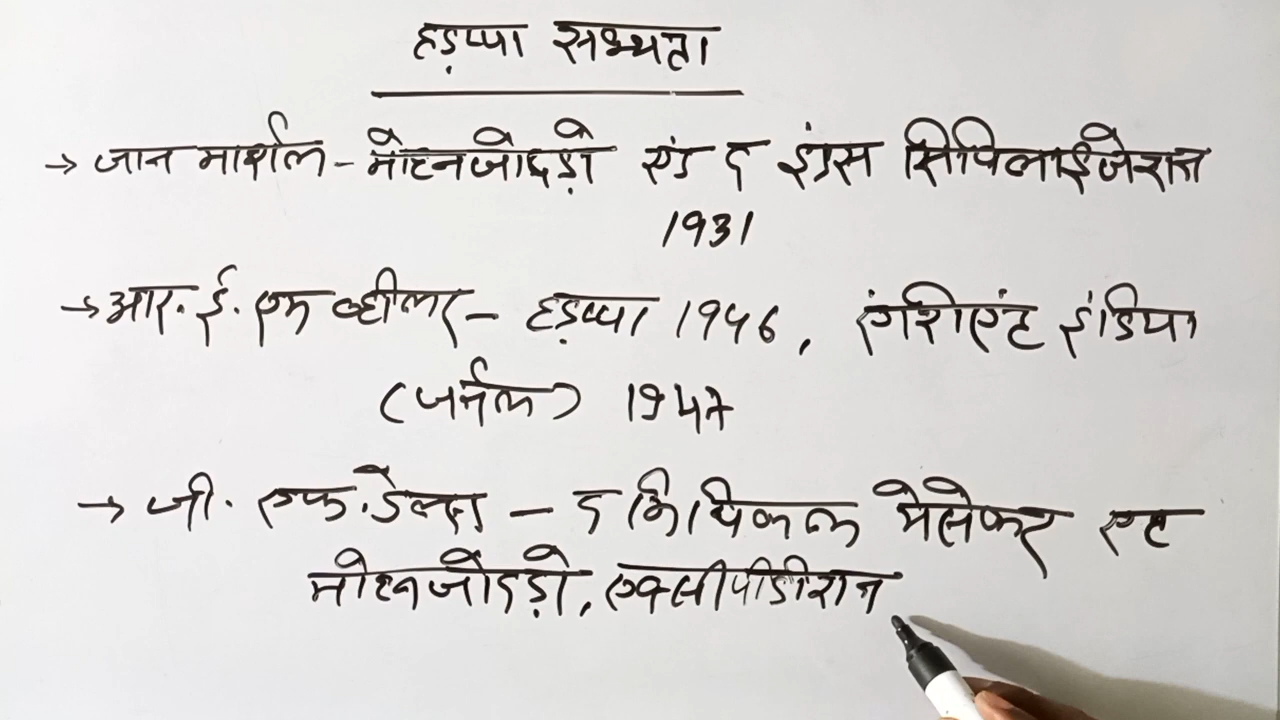 हड़प्पा सभ्यता
→ जान मार्शल - मोहनजोदड़ो एंड द इंडस सिविलाईजेशन
1931
→ आर. ई. एम व्हीलर - हड़प्पा 1946, एंशिएंट इंडिया
(जर्नल) 1947
→ जी. एफ. डेल्स - द मिथिकल मेसेकर एट
मोहनजोदड़ो, एक्सपीडीशन